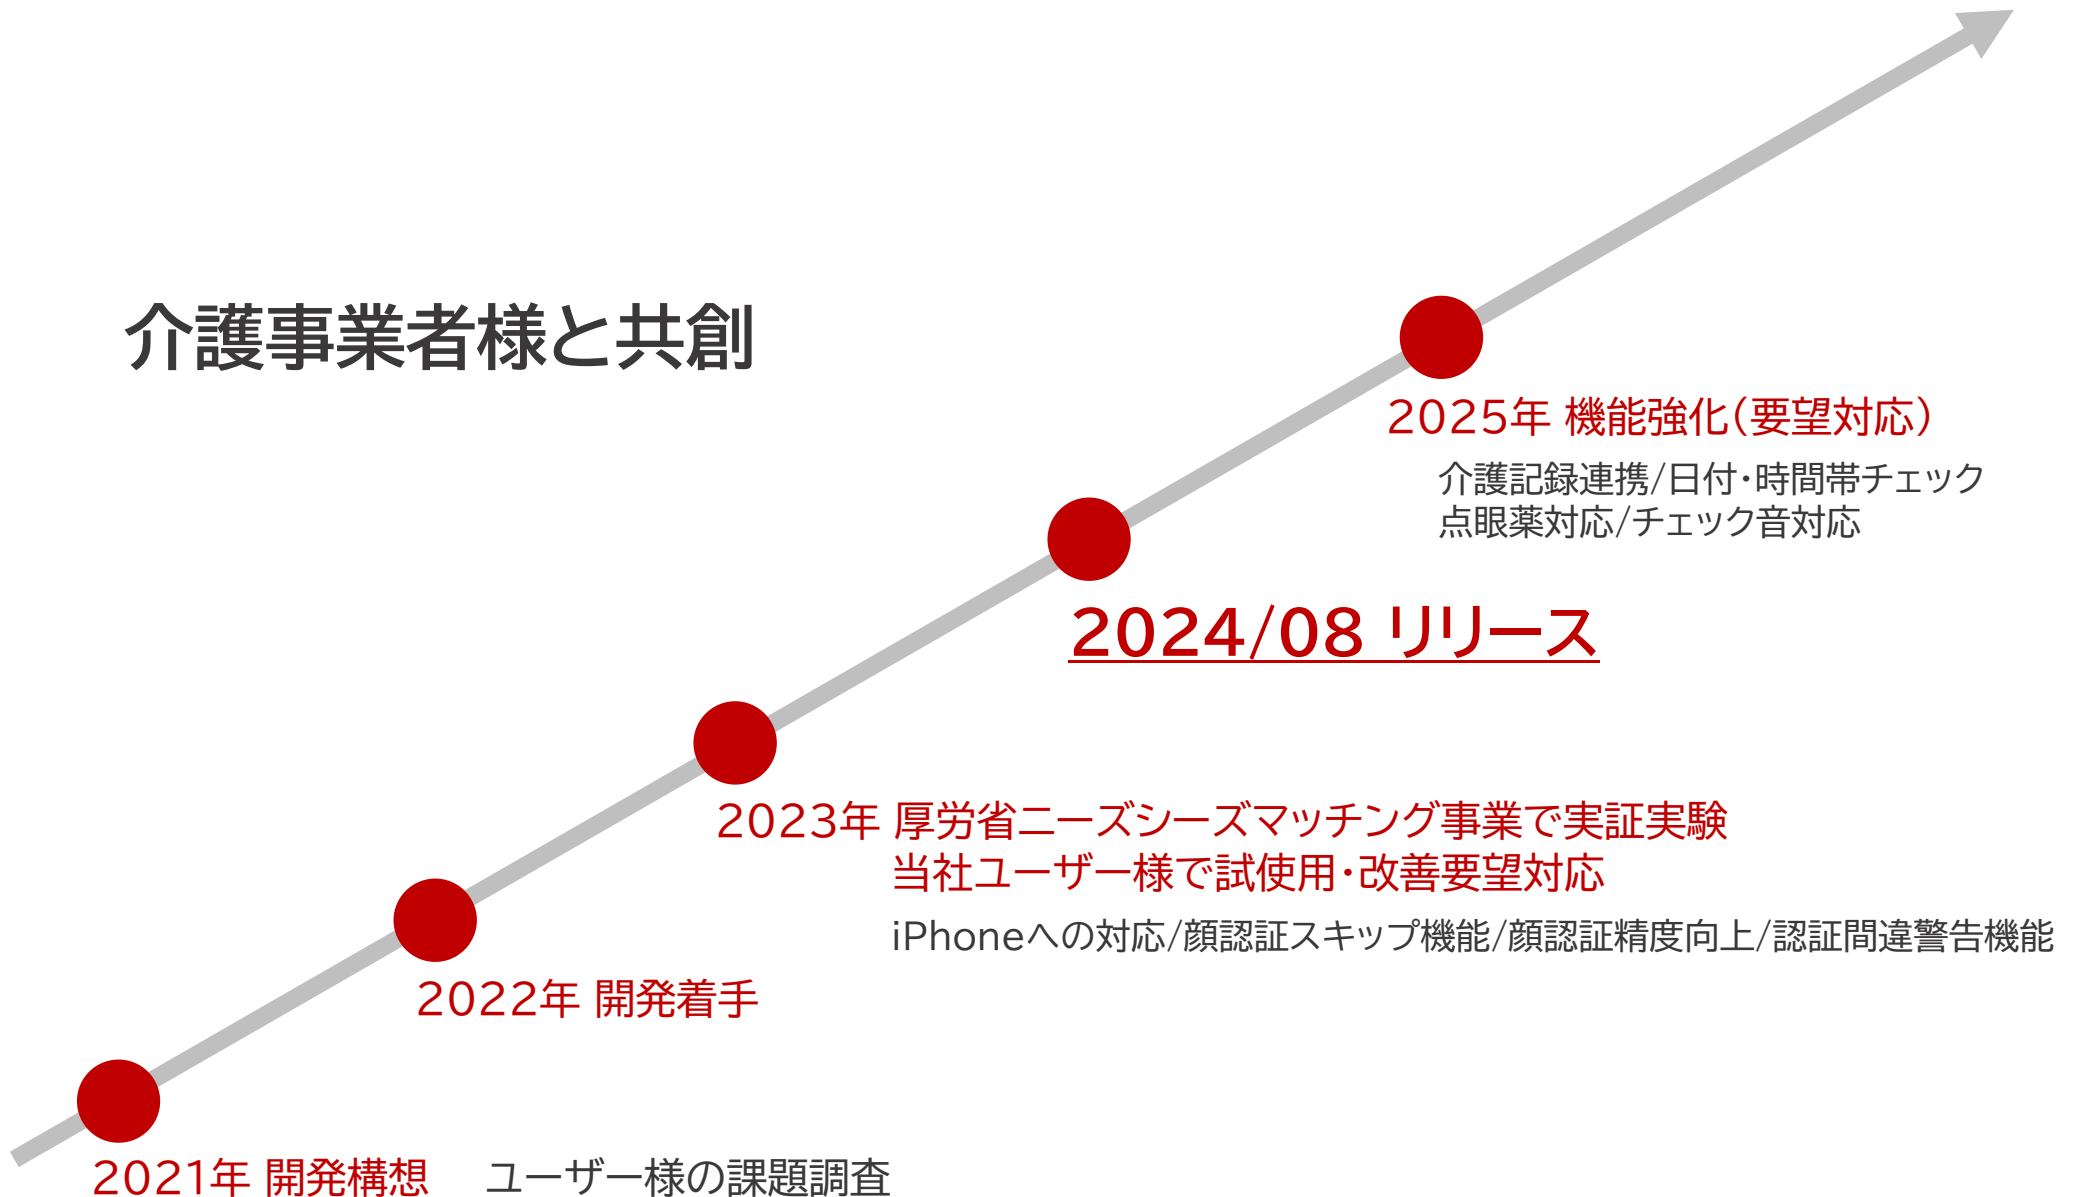 介護事業者様と共創
2025年 機能強化(要望対応)
介護記録連携/日付・時間帯チェック
点眼薬対応/チェック音対応
2024/08 リリース
2023年 厚労省ニーズシーズマッチング事業で実証実験
当社ユーザー様で試使用・改善要望対応
iPhoneへの対応/顔認証スキップ機能/顔認証精度向上/認証間違警告機能
2022年 開発着手
2021年 開発構想 ユーザー様の課題調査